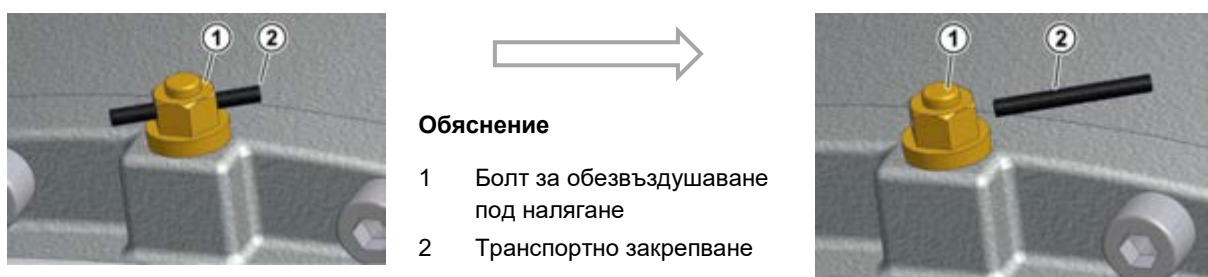 1 2
1 2
Обяснение
1 Болт за обезвъздушаване
под налягане
2 Транспортно закрепване